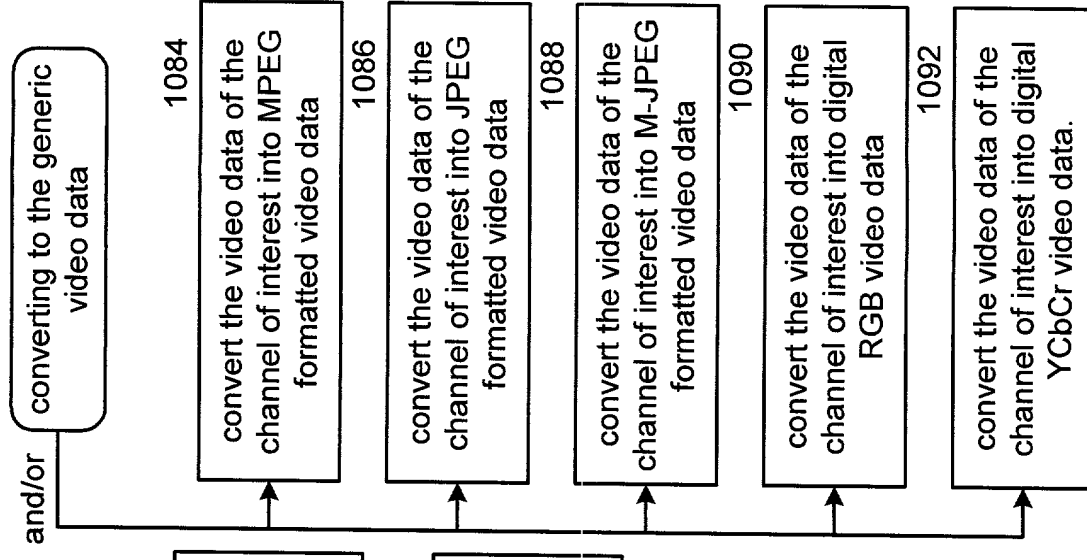 converting to the generic
video data
and/or
1084
convert the video data of the
channel of interest into MPEG
formatted video data
1086
convert the video data of the
channel of interest into JPEG
formatted video data
1088
convert the video data of the
channel of interest into M-JPEG
formatted video data
1090
convert the video data of the
channel of interest into digital
RGB video data
1092
convert the video data of the
channel of interest into digital
YCbCr video data.